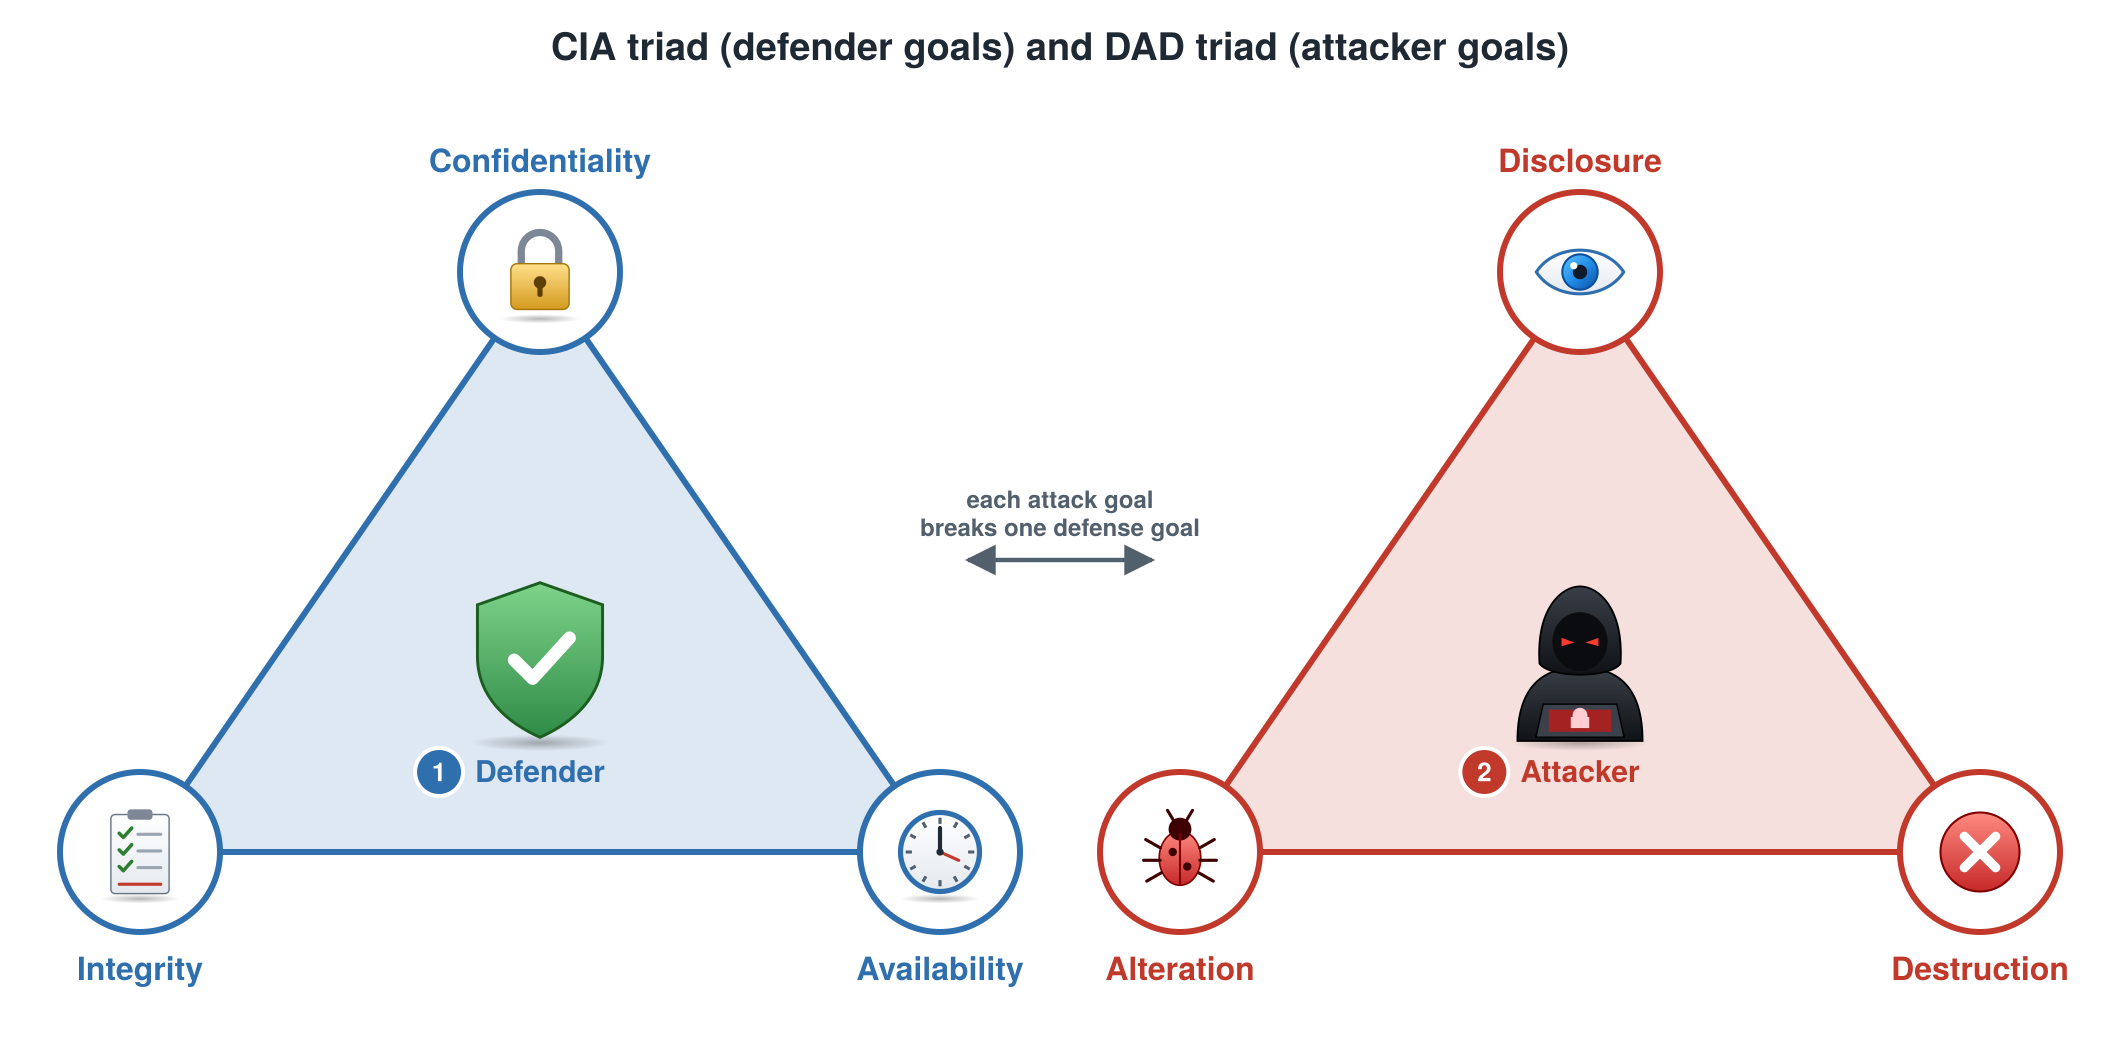 CIA triad (defender goals) and DAD triad (attacker goals)
Confidentiality
Disclosure
each attack goal
breaks one defense goal
1 Defender
2 Attacker
Integrity
Availability
Alteration
Destruction